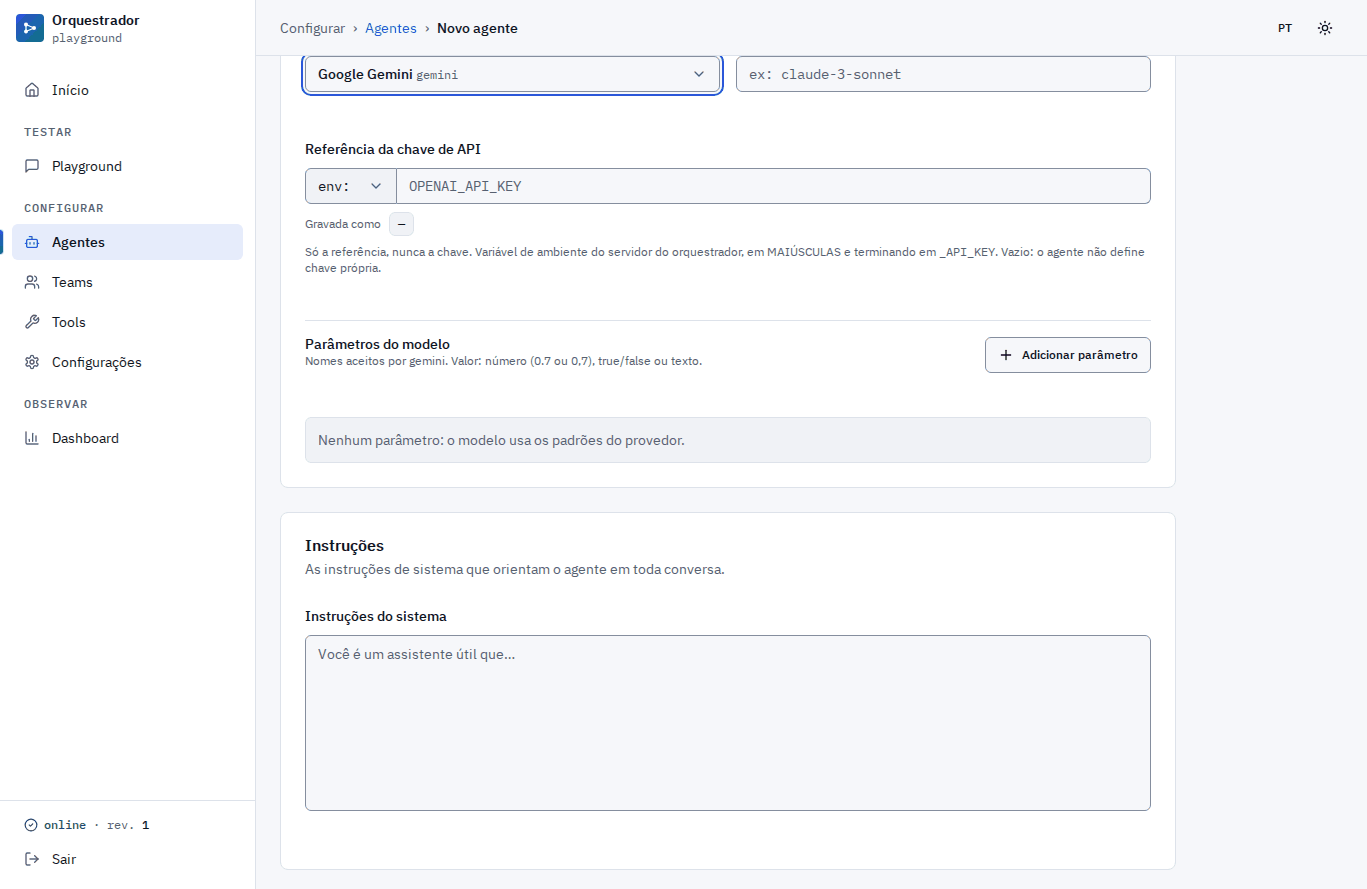 Orquestrador
playground
Início
TESTAR
Playground
CONFIGURAR
Agentes
Teams
Tools
Configurações
OBSERVAR
Dashboard
online · rev. 1
Sair
Configurar › Agentes › Novo agente
PT
Google Gemini gemini
ex: claude-3-sonnet
Referência da chave de API
env:
OPENAI_API_KEY
Gravada como –
Só a referência, nunca a chave. Variável de ambiente do servidor do orquestrador, em MAIÚSCULAS e terminando em _API_KEY. Vazio: o agente não define
chave própria.
Parâmetros do modelo
Nomes aceitos por gemini. Valor: número (0.7 ou 0,7), true/false ou texto.
Adicionar parâmetro
Nenhum parâmetro: o modelo usa os padrões do provedor.
Instruções
As instruções de sistema que orientam o agente em toda conversa.
Instruções do sistema
Você é um assistente útil que...